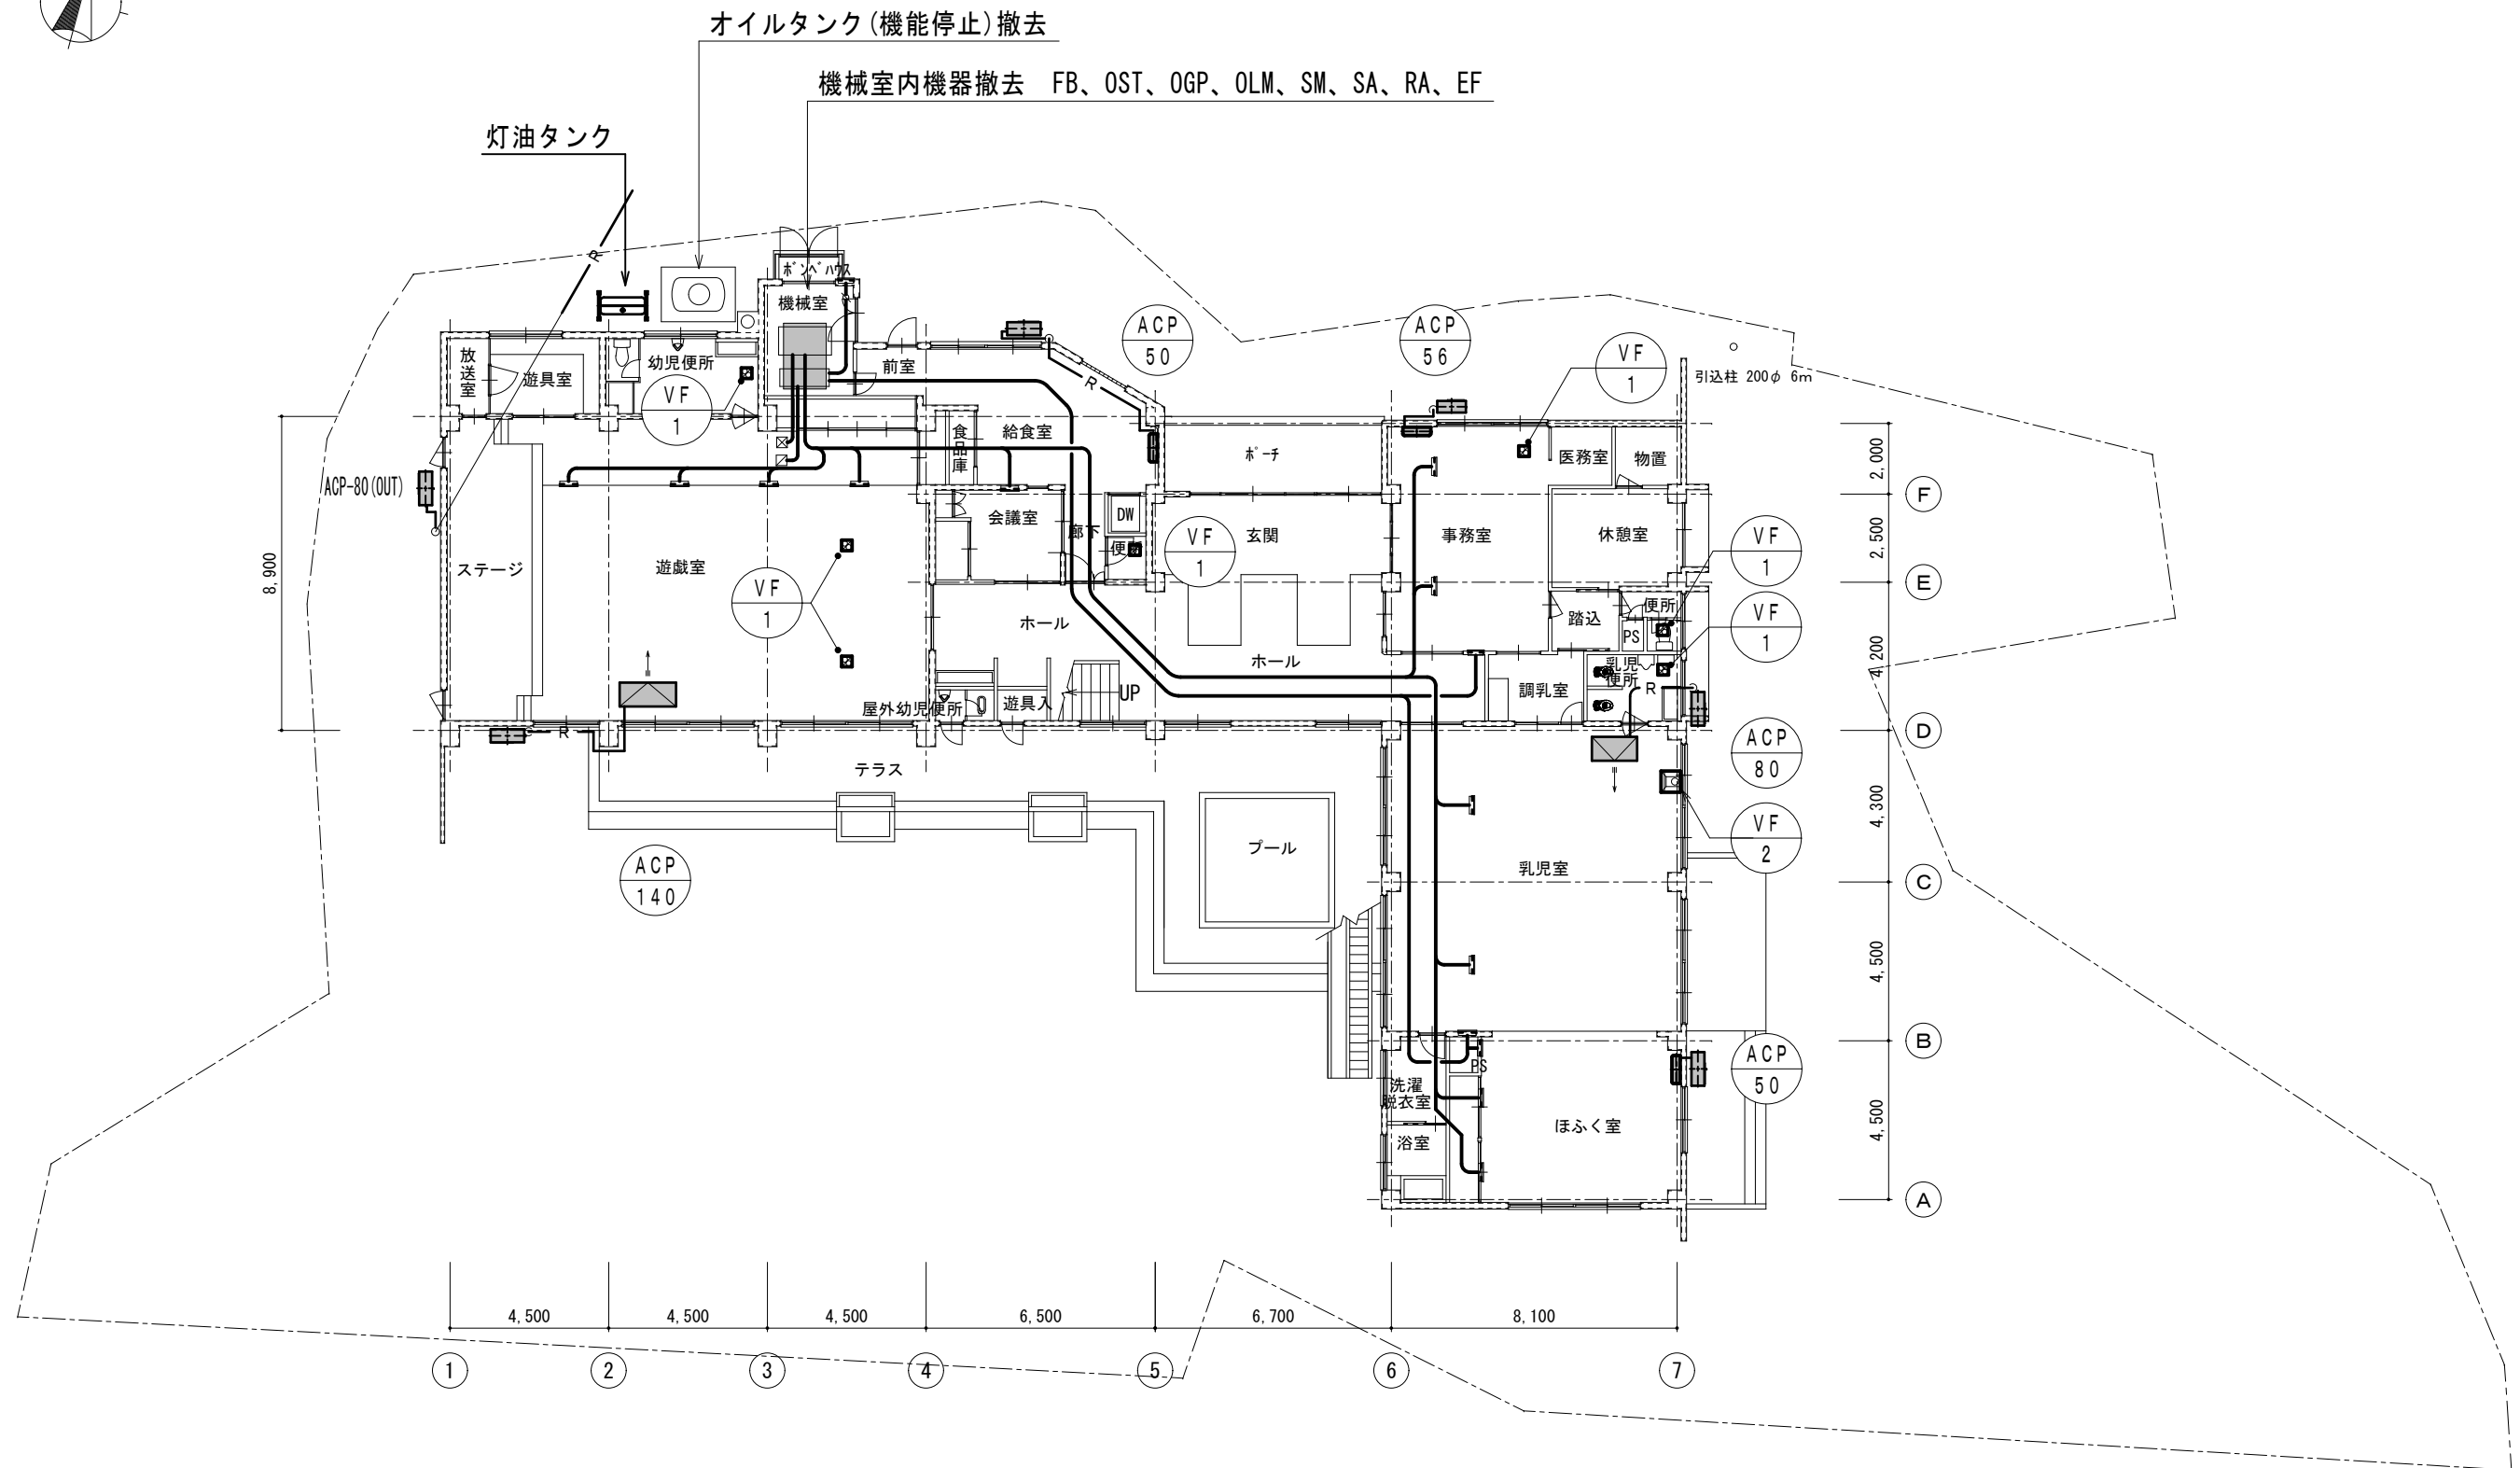 オイルタンク(機能停止)撤去
機械室内機器撤去 FB、OST、OGP、OLM、SM、SA、RA、EF
灯油タンク
R
ﾎﾞﾝﾍﾞﾊｳｽ
機械室
ACP
50
ACP
56
VF
1
引込柱 200φ 6m
放送室
遊具室
幼児便所
VF
1
前室
R
食品庫
給食室
ﾎﾟｰﾁ
医務室
物置
2,000
F
ACP-80(OUT)
会議室
廊下
DW
便所
VF
1
玄関
事務室
休憩室
VF
1
2,500
E
8,900
ステージ
遊戯室
VF
1
ホール
ホール
踏込
便所
PS
VF
1
4,200
乳児
便所
R
調乳室
UP
遊具入
屋外幼児便所
R
D
テラス
ACP
80
4,300
VF
2
プール
乳児室
ACP
140
C
4,500
B
PS
ACP
50
洗濯
脱衣室
浴室
ほふく室
4,500
A
4,500
4,500
4,500
6,500
6,700
8,100
1
2
3
4
5
6
7